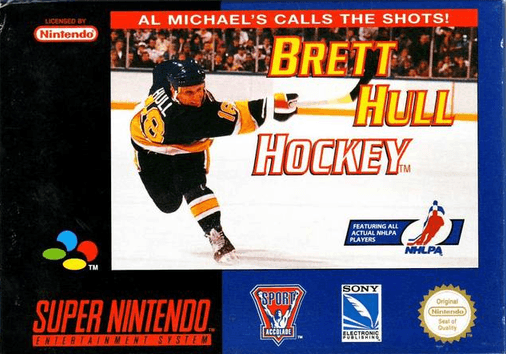 LICENSED BY
Nintendo
AL MICHAEL'S CALLS THE SHOTS!
BRETT
HULL
HOCKEY™
HULL
16
FEATURING ALL
ACTUAL NHLPA
PLAYERS
NHLPA
TM
SUPER NINTENDO
ENTERTAINMENT SYSTEM
SPORT
ACCOLADE
TM
SONY
ELECTRONIC
PUBLISHING
Original
Nintendo
Seal of
Quality